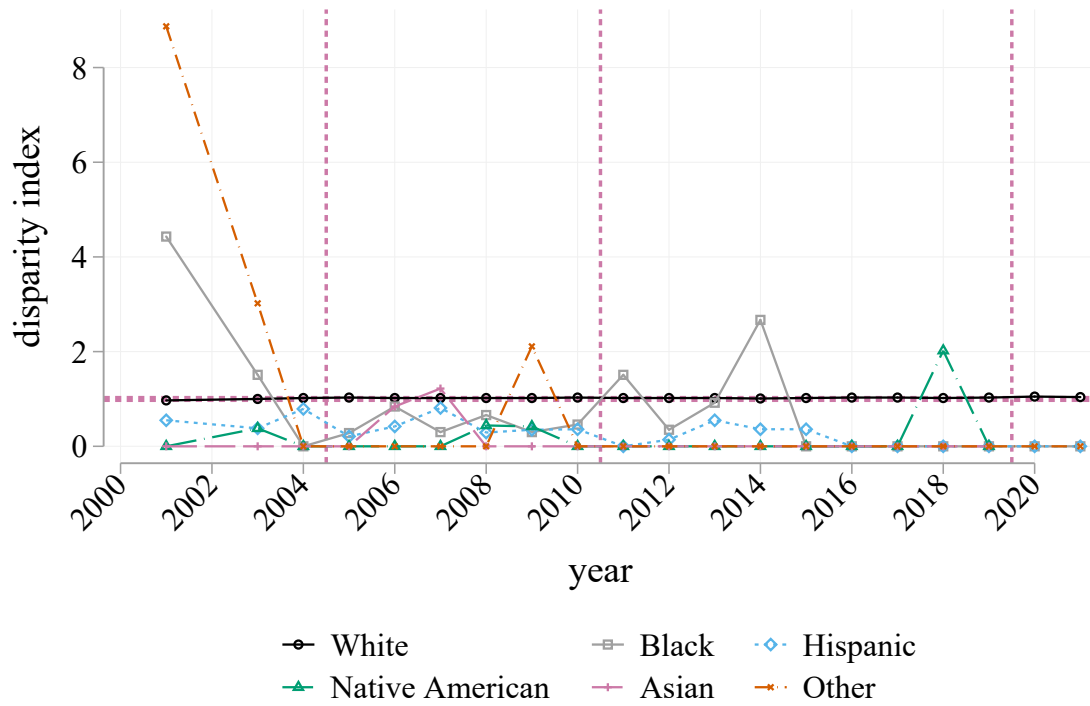 disparity index
8
6
4
2
0
2000 2002 2004 2006 2008 2010 2012 2014 2016 2018 2020
year
White Black Hispanic
Native American Asian Other